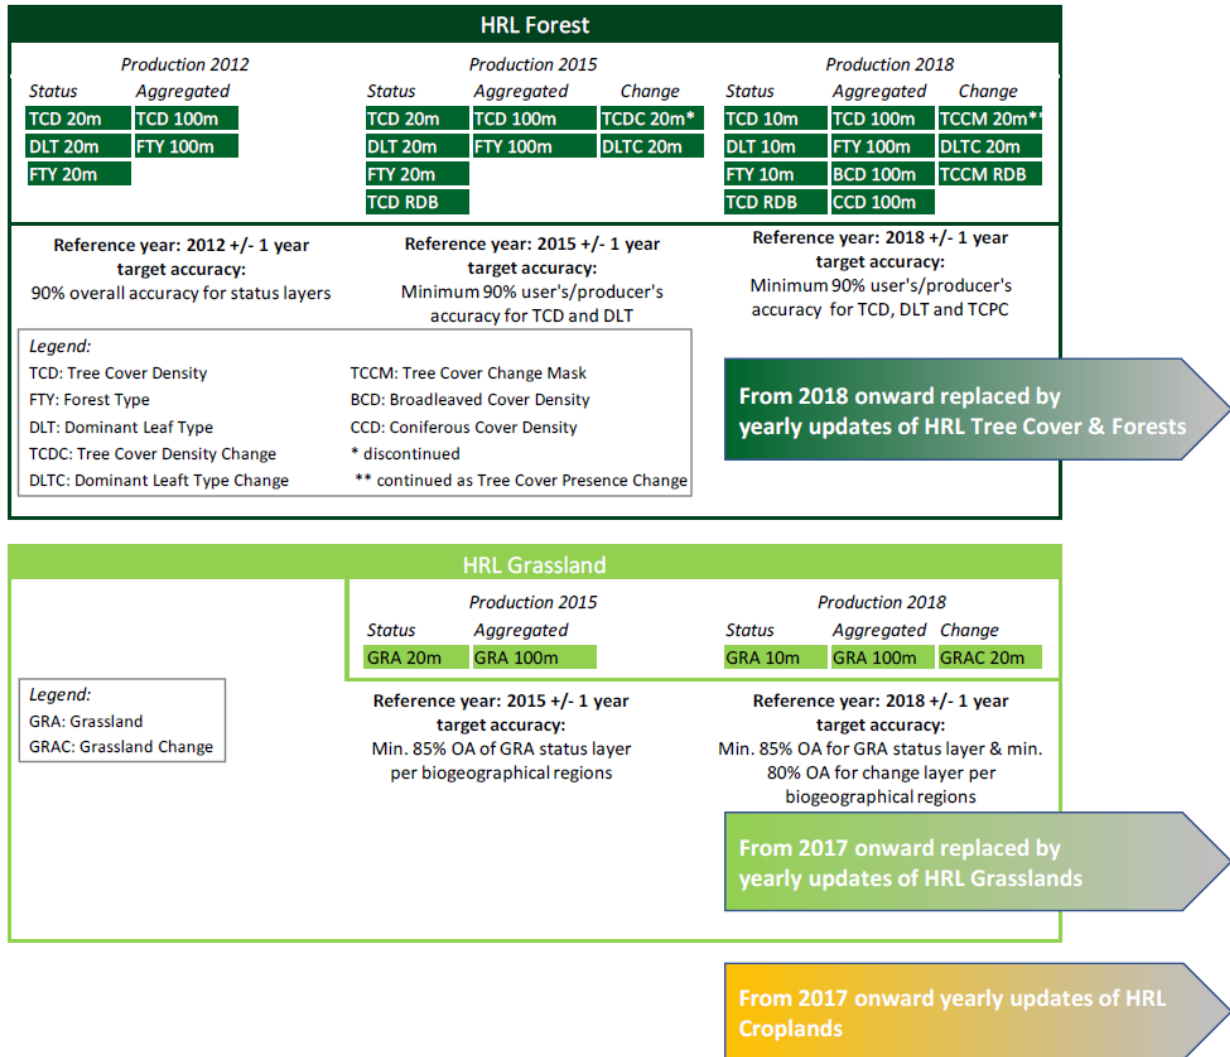 HRL Forest
Production 2012 Production 2015 Production 2018
Status Aggregated Status Aggregated Change Status Aggregated Change
TCD 20m TCD 100m TCD 20m TCD 100m TCDC 20m* TCD 10m TCD 100m TCCM 20m**
DLT 20m FTY 100m DLT 20m FTY 100m DLTC 20m DLT 10m FTY 100m DLTC 20m
FTY 20m FTY 20m FTY 10m BCD 100m TCCM RDB
TCD RDB TCD RDB CCD 100m
Reference year: 2012 +/- 1 year
target accuracy:
90% overall accuracy for status layers
Reference year: 2015 +/- 1 year
target accuracy:
Minimum 90% user's/producer's
accuracy for TCD and DLT
Reference year: 2018 +/- 1 year
target accuracy:
Minimum 90% user's/producer's
accuracy for TCD, DLT and TCPC
Legend:
TCD: Tree Cover Density
FTY: Forest Type
DLT: Dominant Leaf Type
TCDC: Tree Cover Density Change
DLTC: Dominant Leaft Type Change
TCCM: Tree Cover Change Mask
BCD: Broadleaved Cover Density
CCD: Coniferous Cover Density
* discontinued
** continued as Tree Cover Presence Change
From 2018 onward replaced by
yearly updates of HRL Tree Cover & Forests
HRL Grassland
Production 2015 Production 2018
Status Aggregated Status Aggregated Change
GRA 20m GRA 100m GRA 10m GRA 100m GRAC 20m
Legend:
GRA: Grassland
GRAC: Grassland Change
Reference year: 2015 +/- 1 year
target accuracy:
Min. 85% OA of GRA status layer
per biogeographical regions
Reference year: 2018 +/- 1 year
target accuracy:
Min. 85% OA for GRA status layer & min.
80% OA for change layer per
biogeographical regions
From 2017 onward replaced by
yearly updates of HRL Grasslands
From 2017 onward yearly updates of HRL
Croplands